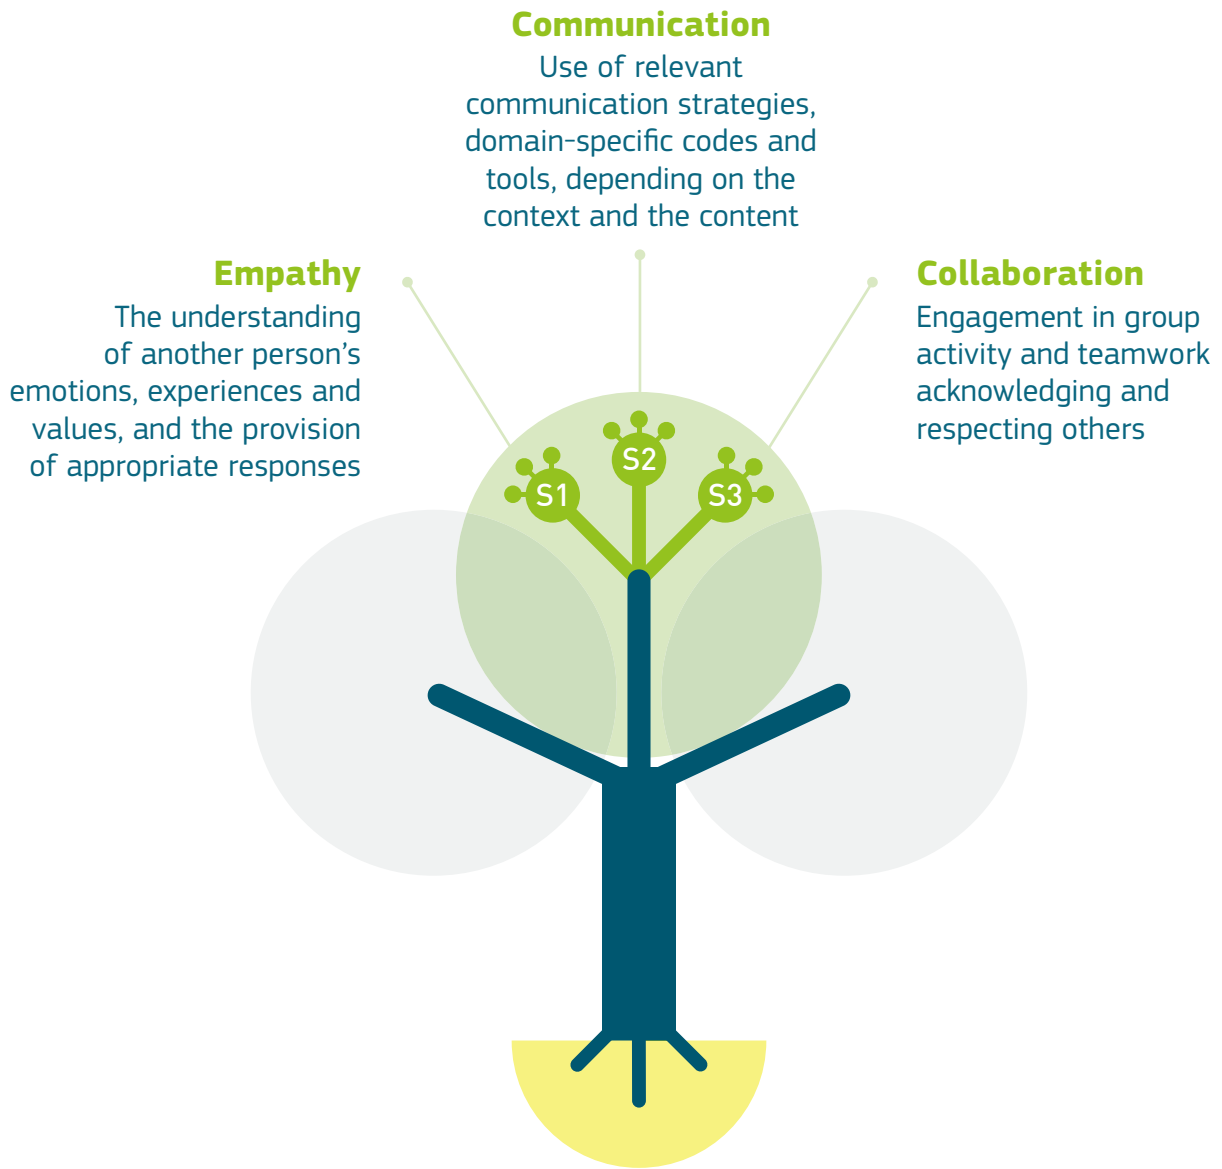 Communication
Use of relevant
communication strategies,
domain-specific codes and
tools, depending on the
context and the content
Empathy
The understanding
of another person's
emotions, experiences and
values, and the provision
of appropriate responses
Collaboration
Engagement in group
activity and teamwork
acknowledging and
respecting others
S1
S2
S3